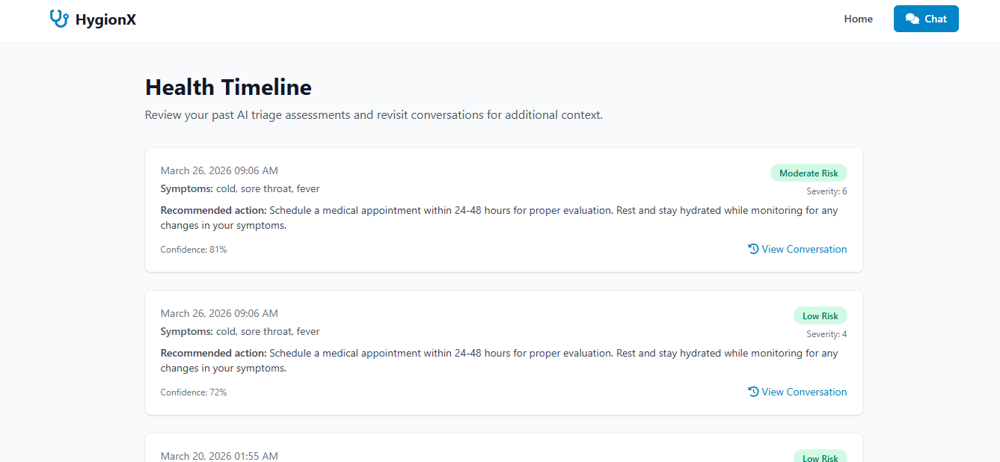 HygionX
Home
Chat
Health Timeline
Review your past AI triage assessments and revisit conversations for additional context.
March 26, 2026 09:06 AM
Moderate Risk
Symptoms: cold, sore throat, fever
Severity: 6
Recommended action: Schedule a medical appointment within 24-48 hours for proper evaluation. Rest and stay hydrated while monitoring for any
changes in your symptoms.
Confidence: 81%
View Conversation
March 26, 2026 09:06 AM
Low Risk
Symptoms: cold, sore throat, fever
Severity: 4
Recommended action: Schedule a medical appointment within 24-48 hours for proper evaluation. Rest and stay hydrated while monitoring for any
changes in your symptoms.
Confidence: 72%
View Conversation
March 20, 2026 01:55 AM
Low Risk